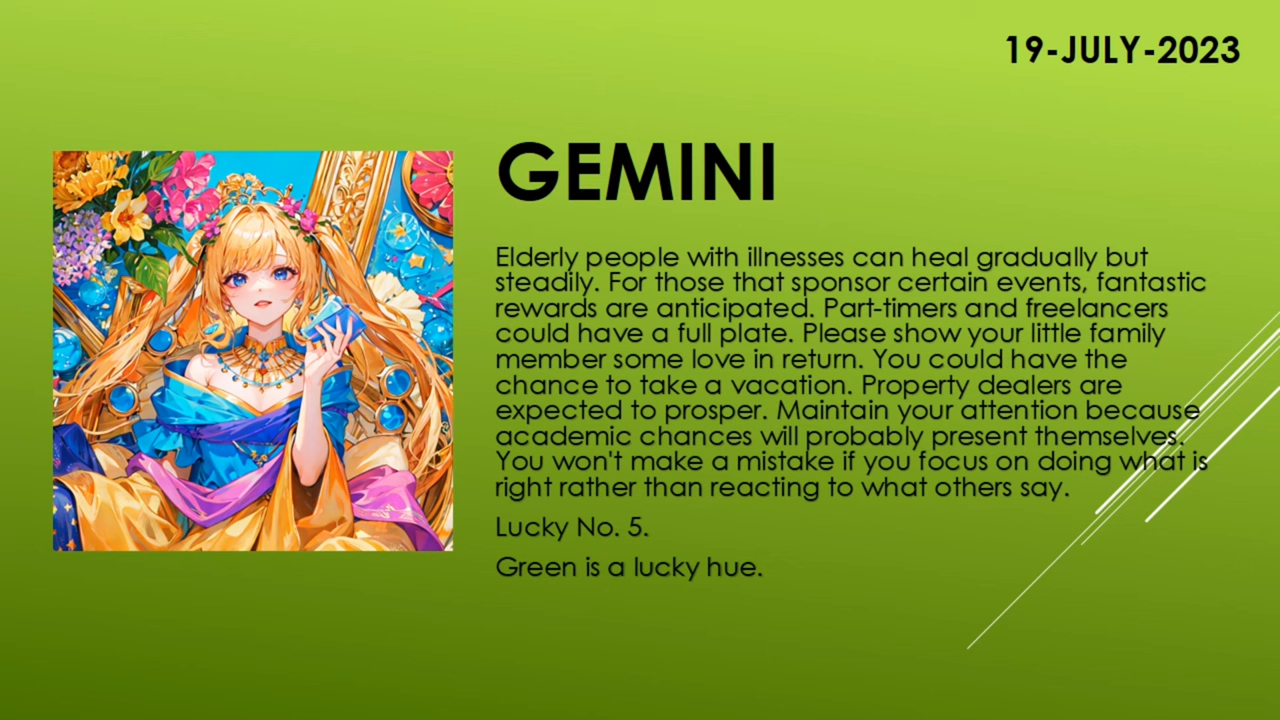 19-JULY-2023
GEMINI
Elderly people with illnesses can heal gradually but
steadily. For those that sponsor certain events, fantastic
rewards are anticipated. Part-timers and freelancers
could have a full plate. Please show your little family
member some love in return. You could have the
chance to take a vacation. Property dealers are
expected to prosper. Maintain your attention because
academic chances will probably present themselves.
You won't make a mistake if you focus on doing what is
right rather than reacting to what others say.
Lucky No. 5.
Green is a lucky hue.